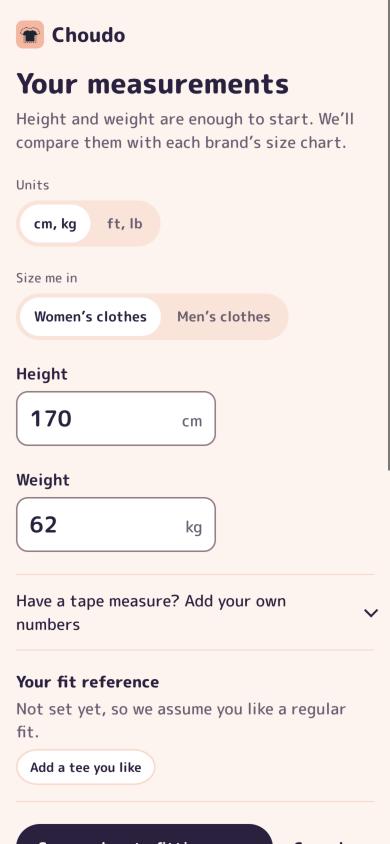 Choudo
Your measurements
Height and weight are enough to start. We’ll
compare them with each brand’s size chart.
Units
cm, kg
ft, lb
Size me in
Women’s clothes
Men’s clothes
Height
170
cm
Weight
62
kg
Have a tape measure? Add your own
numbers
Your fit reference
Not set yet, so we assume you like a regular
fit.
Add a tee you like